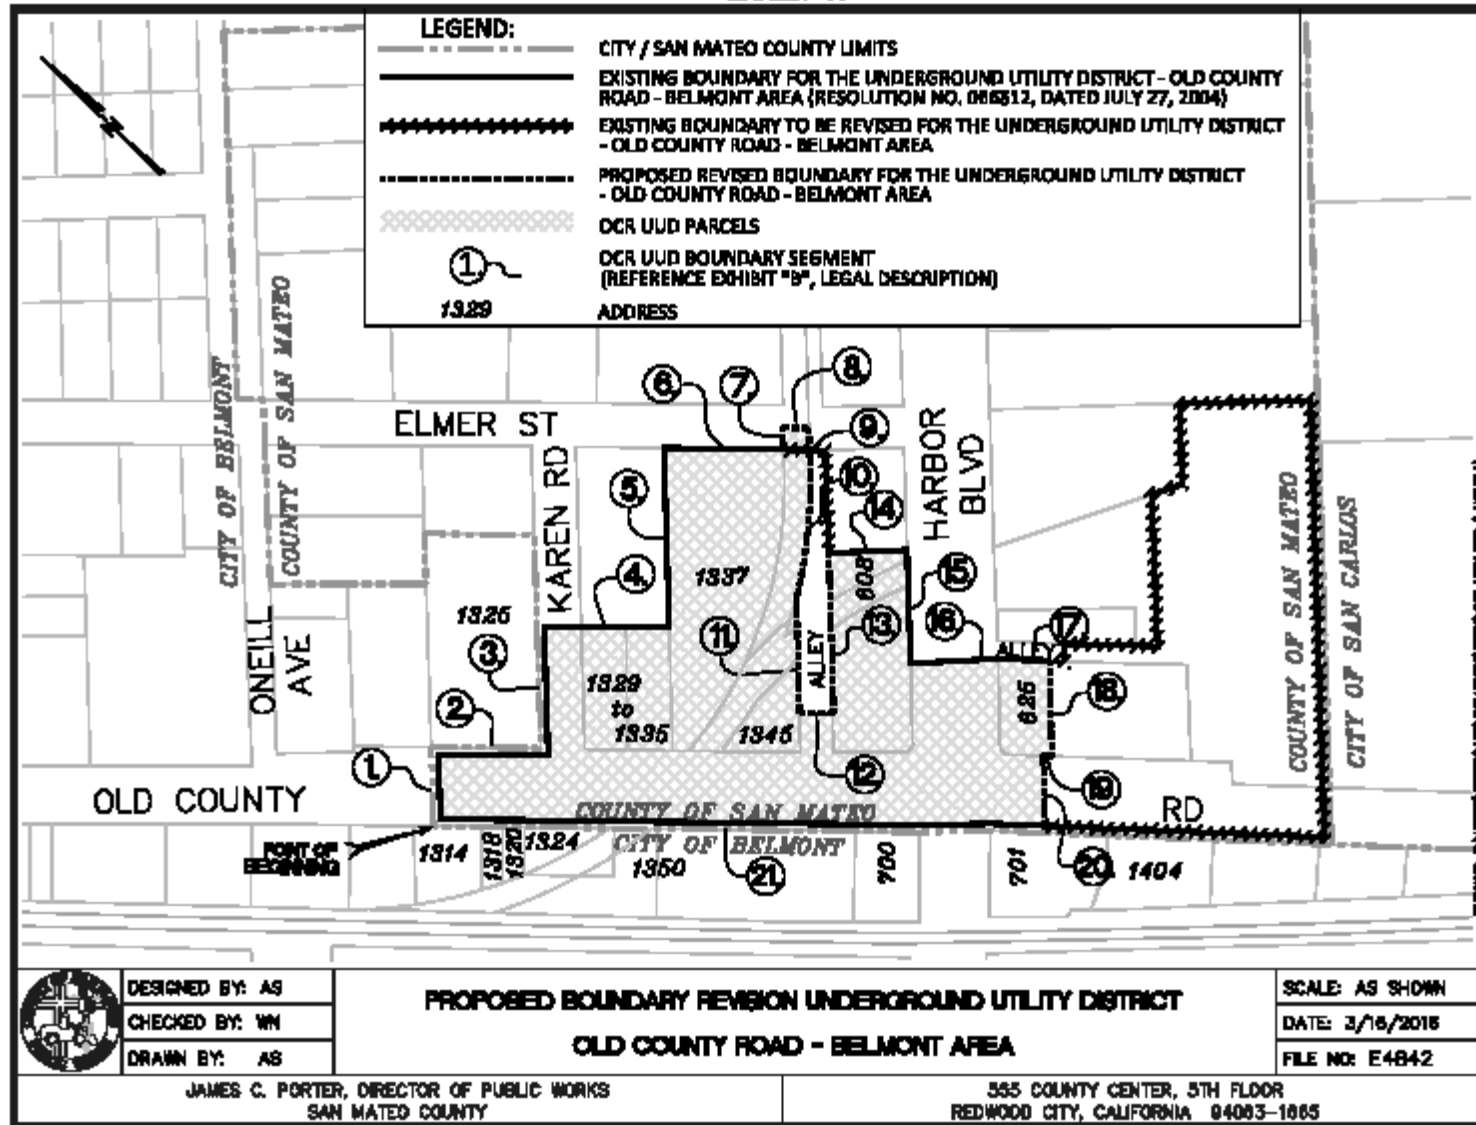 LEGEND:
CITY / SAN MATEO COUNTY LIMITS
EXISTING BOUNDARY FOR THE UNDERGROUND UTILITY DISTRICT - OLD COUNTY
ROAD - BELMONT AREA (RESOLUTION NO. 066812, DATED JULY 27, 2004)
EXISTING BOUNDARY TO BE REVISED FOR THE UNDERGROUND UTILITY DISTRICT
- OLD COUNTY ROAD - BELMONT AREA
PROPOSED REVISED BOUNDARY FOR THE UNDERGROUND UTILITY DISTRICT
- OLD COUNTY ROAD - BELMONT AREA
OCR UUD PARCELS
1.
OCR UUD BOUNDARY SEGMENT
(REFERENCE EXHIBIT "B", LEGAL DESCRIPTION)
1329
ADDRESS
CITY OF BELMONT
COUNTY OF SAN MATEO
ELMER ST
KAREN RD
HARBOR
BLVD
ONEILL
AVE
6.
7.
8.
9.
5.
10.
14.
4.
1337
608
15.
1325
3.
11.
13.
16.
17.
ALLEY
ALLEY
1329
to
1335
1345
625
18.
2.
1.
12.
19.
OLD COUNTY
RD
COUNTY OF SAN MATEO
CITY OF BELMONT
COUNTY OF SAN MATEO
CITY OF SAN CARLOS
POINT OF
BEGINNING
1314
1318
1320
1324
1350
21.
700
701
20.
1404
DESIGNED BY: AS
CHECKED BY: WN
DRAWN BY: AS
PROPOSED BOUNDARY REVISION UNDERGROUND UTILITY DISTRICT
OLD COUNTY ROAD - BELMONT AREA
SCALE: AS SHOWN
DATE: 3/16/2016
FILE NO: E4842
JAMES C. PORTER, DIRECTOR OF PUBLIC WORKS
SAN MATEO COUNTY
555 COUNTY CENTER, 5TH FLOOR
REDWOOD CITY, CALIFORNIA 94063-1665